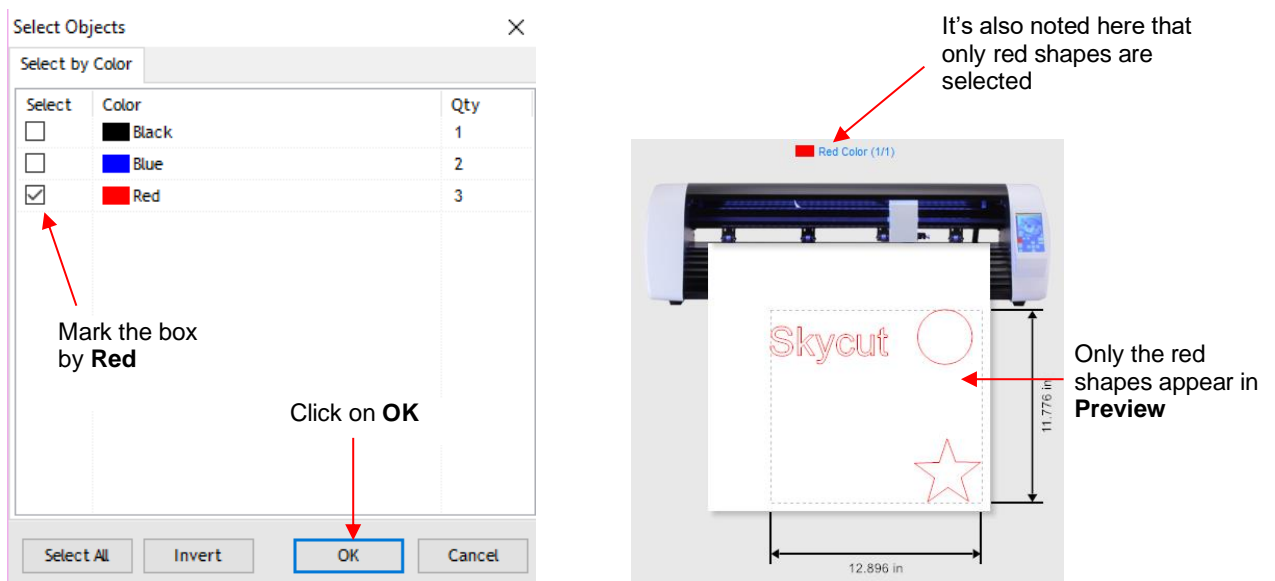 Select Objects
Select by Color
Select Color Qty
Black 1
Blue 2
Red 3
Mark the box
by Red
Click on OK
Select All Invert OK Cancel
It’s also noted here that
only red shapes are
selected
Red Color (1/1)
Skycut
11.776 in
Only the red
shapes appear in
Preview
12.896 in